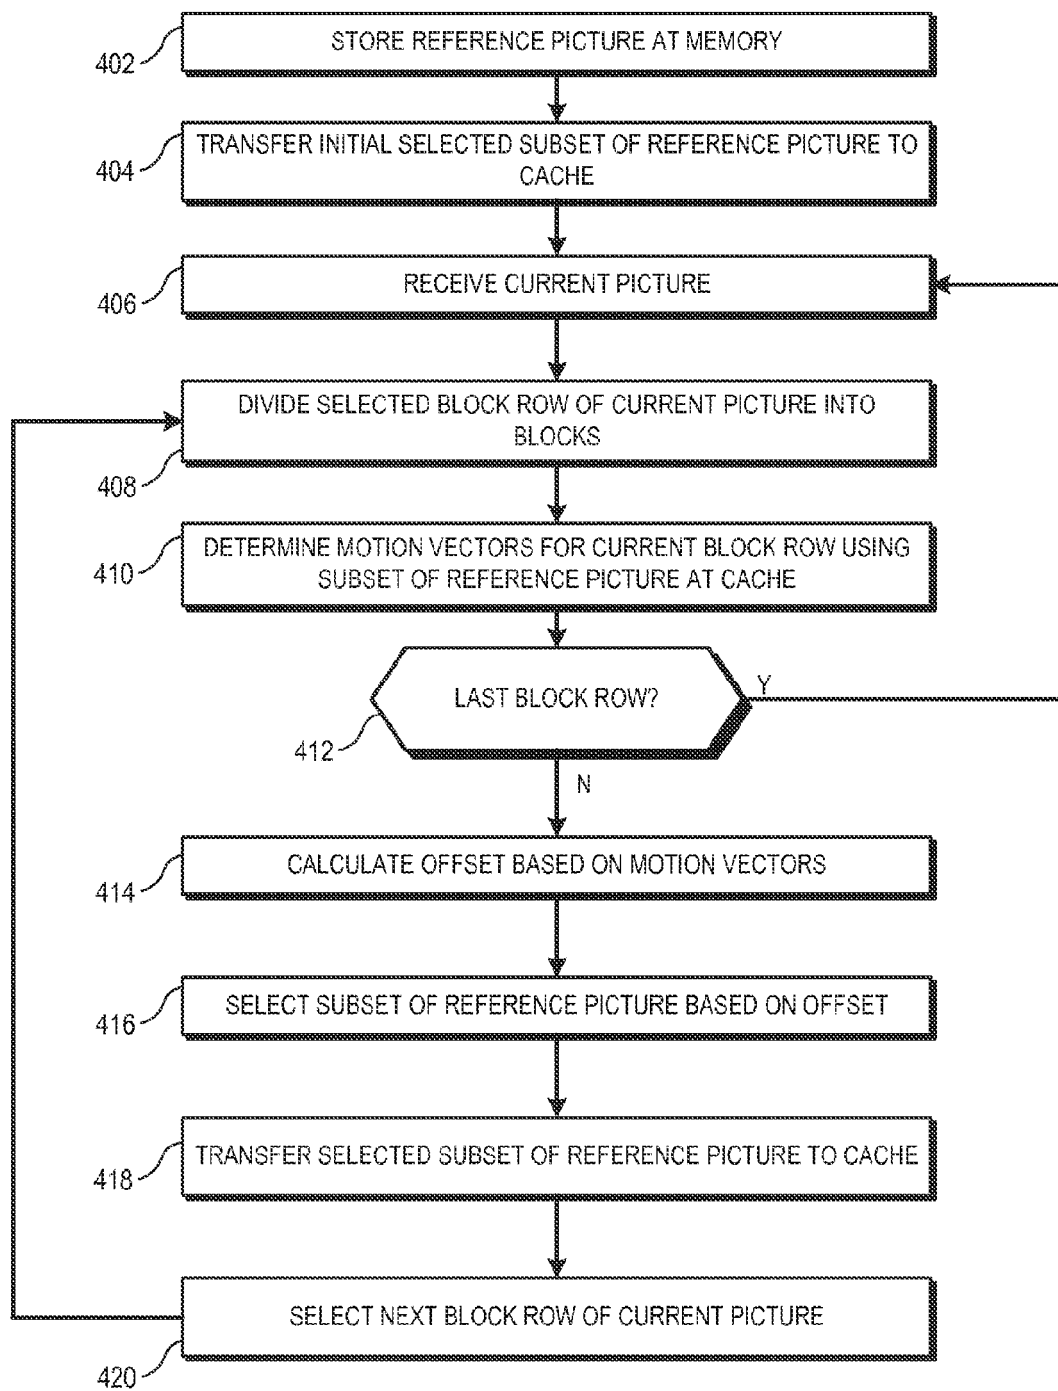 STORE REFERENCE PICTURE AT MEMORY
402
TRANSFER INITIAL SELECTED SUBSET OF REFERENCE PICTURE TO
CACHE
404
RECEIVE CURRENT PICTURE
406
DIVIDE SELECTED BLOCK ROW OF CURRENT PICTURE INTO
BLOCKS
408
DETERMINE MOTION VECTORS FOR CURRENT BLOCK ROW USING
SUBSET OF REFERENCE PICTURE AT CACHE
410
LAST BLOCK ROW?
Y
412
N
CALCULATE OFFSET BASED ON MOTION VECTORS
414
SELECT SUBSET OF REFERENCE PICTURE BASED ON OFFSET
416
TRANSFER SELECTED SUBSET OF REFERENCE PICTURE TO CACHE
418
SELECT NEXT BLOCK ROW OF CURRENT PICTURE
420